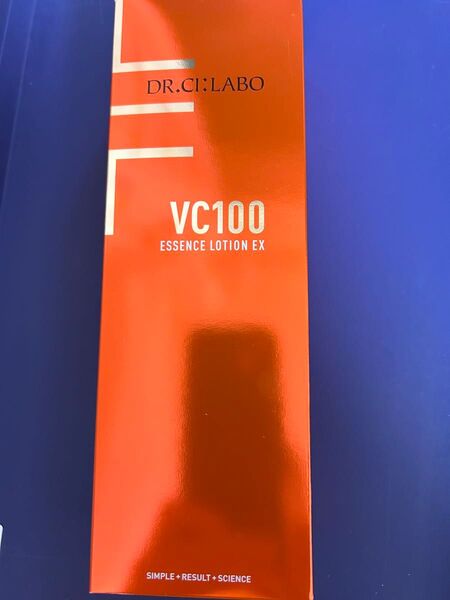 DR.CI:LABO
VC100
ESSENCE LOTION EX
SIMPLE+RESULT+SCIENCE